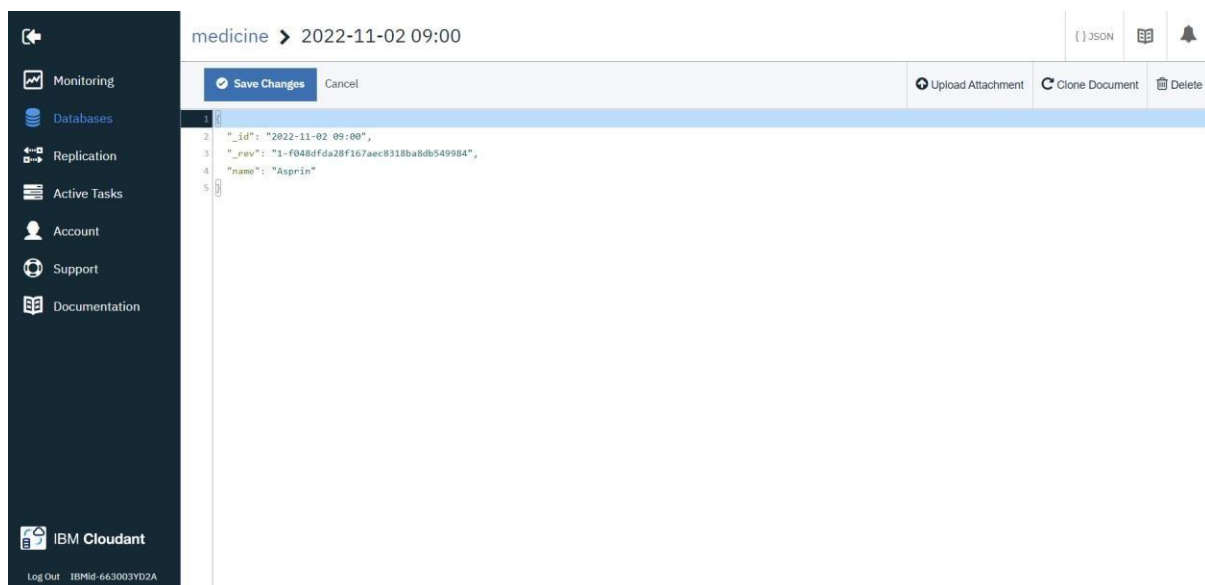 medicine > 2022-11-02 09:00
{ } JSON
Monitoring
Databases
Replication
Active Tasks
Account
Support
Documentation
Save Changes Cancel
Upload Attachment Clone Document Delete
1 {
2 "_id": "2022-11-02 09:00",
3 "_rev": "1-f048dfda28f167aec8318ba8db549984",
4 "name": "Asprin"
5 }
IBM Cloudant
Log Out IBMid-663003YD2A